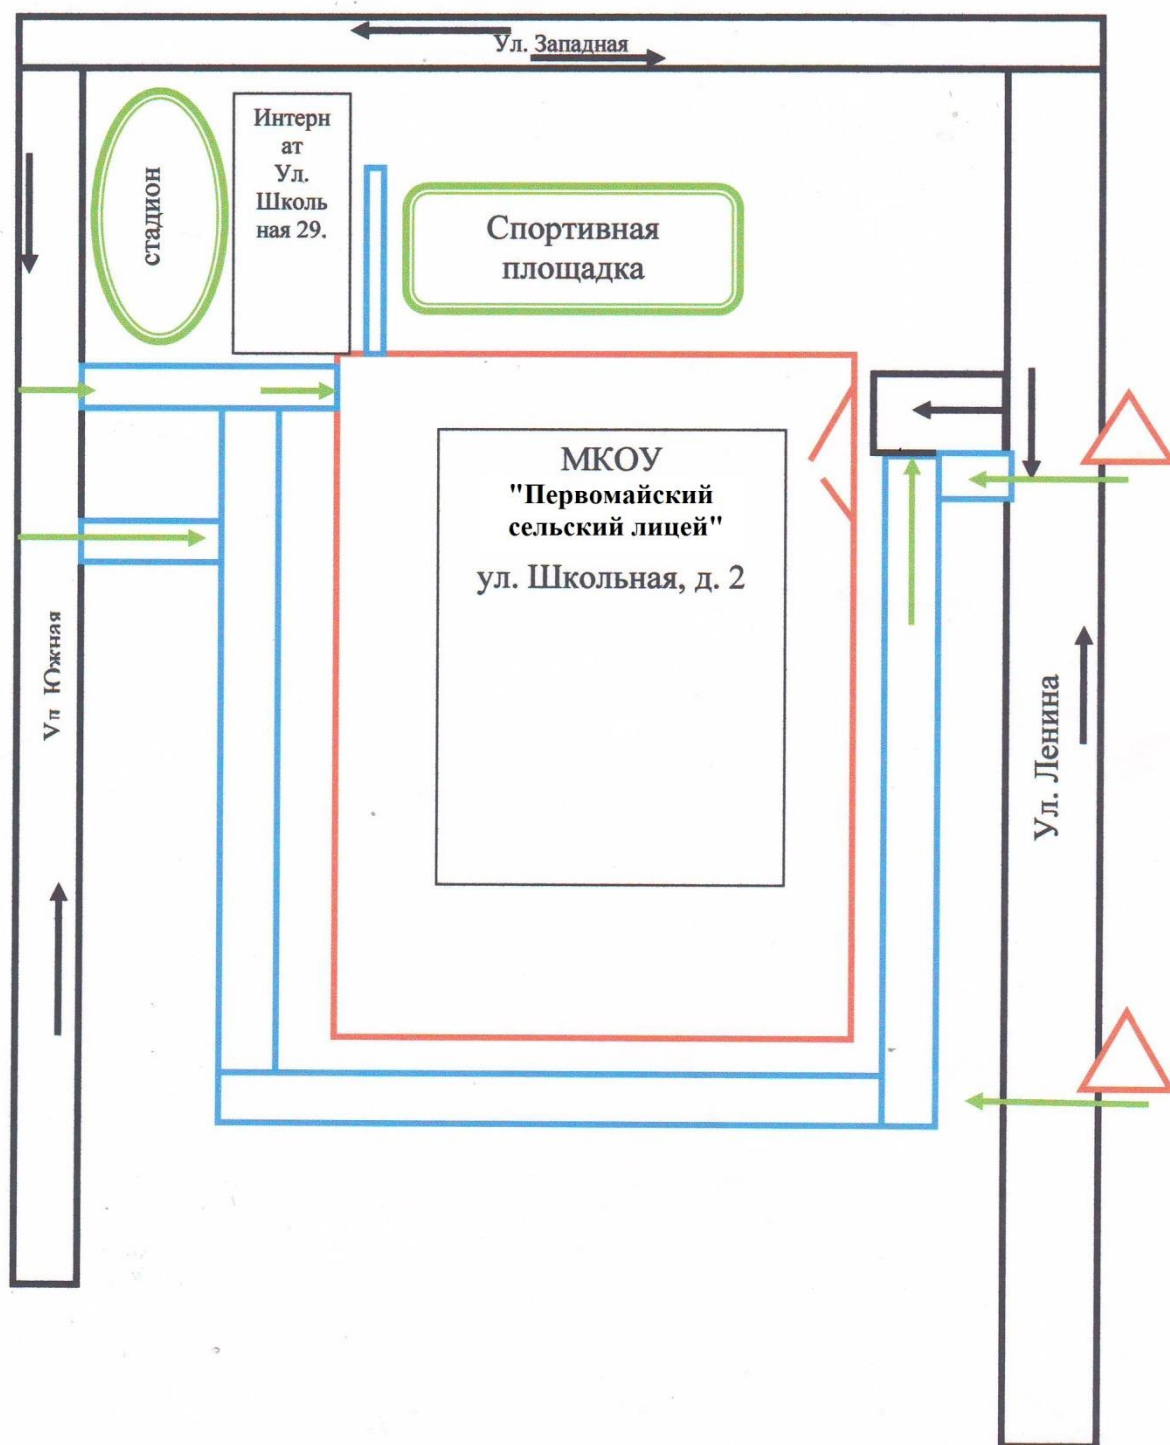 Ул. Западная
Интерн
ат
Ул.
Школь
ная 29.
стадион
Спортивная
площадка
МКОУ
"Первомайский
сельский лицей"
ул. Школьная, д. 2
Ул Южная
Ул. Ленина